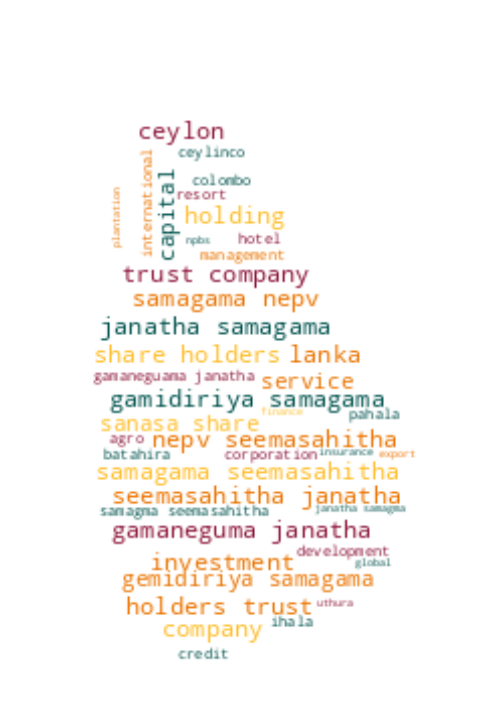 ceylon
ceylinco
international
capital
colombo
plantation
resort
holding
npbs
hotel
management
trust company
samagama nepv
janatha samagama
share holders lanka
gamaneguama janatha service
gamidiriya samagama
finance
sanasa share pahala
agro nepv seemasahitha
batahira corporation insurance export
samagama seemasahitha
seemasahitha janatha
samagma seemasahitha janatha samagma
gamaneguma janatha
development
investment global
gemidiriya samagama
holders trust uthura
company ihala
credit